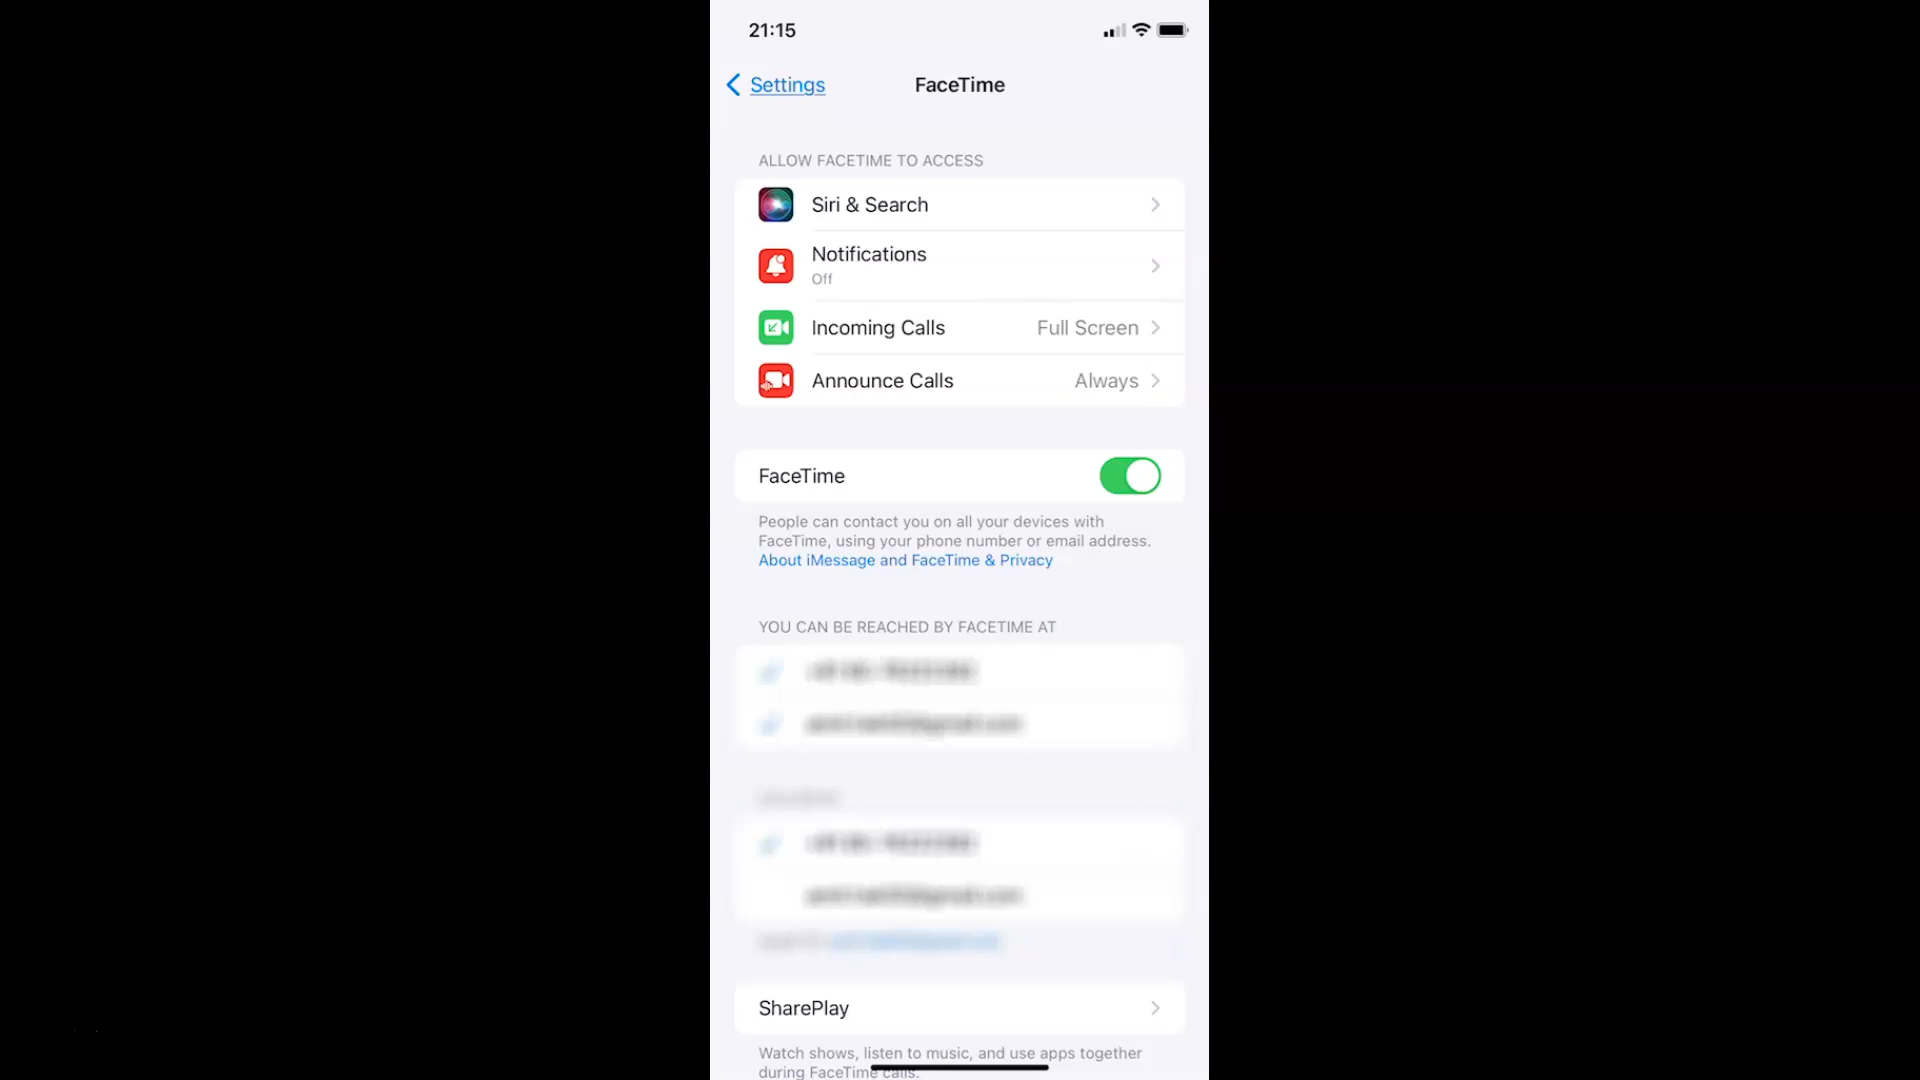 21:15
Settings
FaceTime
ALLOW FACETIME TO ACCESS
Siri & Search
Notifications
Off
Incoming Calls Full Screen
Announce Calls Always
FaceTime
People can contact you on all your devices with
FaceTime, using your phone number or email address.
About iMessage and FaceTime & Privacy
YOU CAN BE REACHED BY FACETIME AT
SharePlay
Watch shows, listen to music, and use apps together
during FaceTime calls.